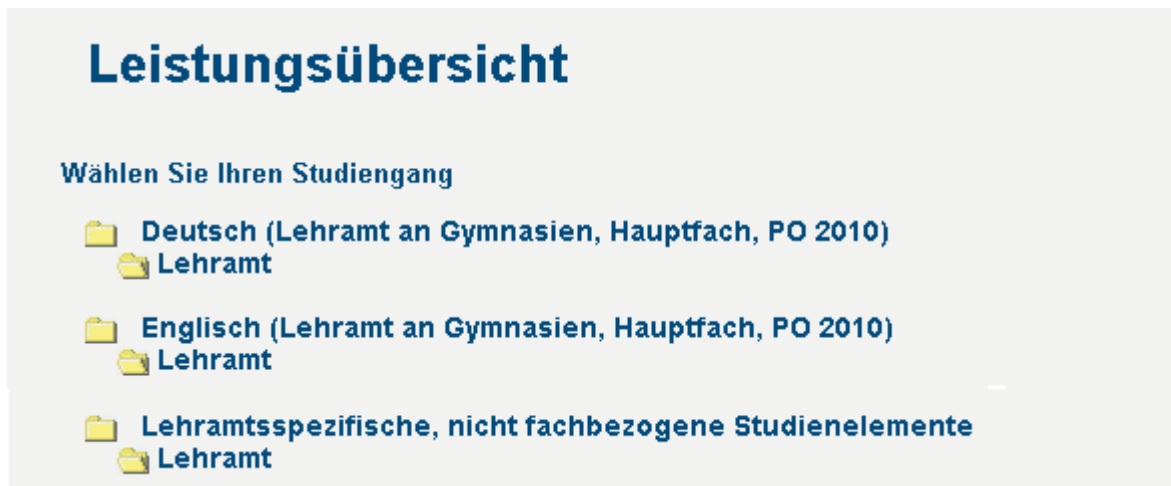 Leistungsübersicht
Wählen Sie Ihren Studiengang
Deutsch (Lehramt an Gymnasien, Hauptfach, PO 2010)
Lehramt
Englisch (Lehramt an Gymnasien, Hauptfach, PO 2010)
Lehramt
Lehramtsspezifische, nicht fachbezogene Studienelemente
Lehramt